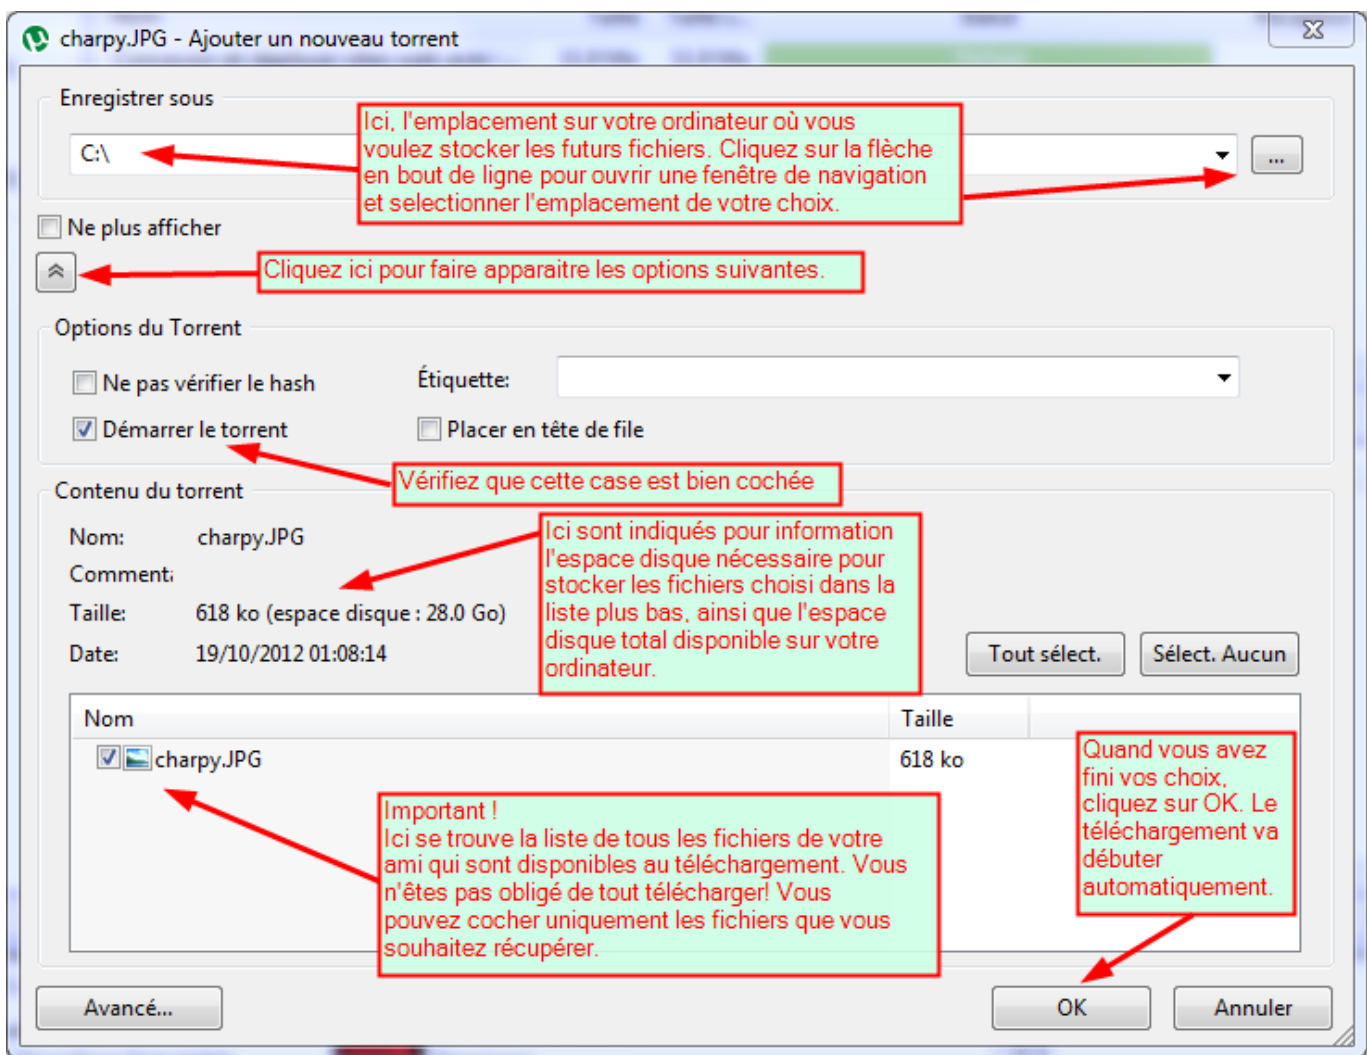 charpy.JPG - Ajouter un nouveau torrent
Enregistrer sous
C:\
...
Ici, l'emplacement sur votre ordinateur où vous
voulez stocker les futurs fichiers. Cliquez sur la flèche
en bout de ligne pour ouvrir une fenêtre de navigation
et selectionner l'emplacement de votre choix.
Ne plus afficher
Cliquez ici pour faire apparaitre les options suivantes.
Options du Torrent
Ne pas vérifier le hash
Étiquette:
Démarrer le torrent
Placer en tête de file
Vérifiez que cette case est bien cochée
Contenu du torrent
Nom: charpy.JPG
Comment
Taille: 618 ko (espace disque : 28.0 Go)
Date: 19/10/2012 01:08:14
Ici sont indiqués pour information
l'espace disque nécessaire pour
stocker les fichiers choisi dans la
liste plus bas, ainsi que l'espace
disque total disponible sur votre
ordinateur.
Tout sélect.
Sélect. Aucun
Nom Taille
charpy.JPG 618 ko
Important !
Ici se trouve la liste de tous les fichiers de votre
ami qui sont disponibles au téléchargement. Vous
n'êtes pas obligé de tout télécharger! Vous
pouvez cocher uniquement les fichiers que vous
souhaitez récupérer.
Quand vous avez
fini vos choix,
cliquez sur OK. Le
téléchargement va
débuter
automatiquement.
Avancé...
OK
Annuler